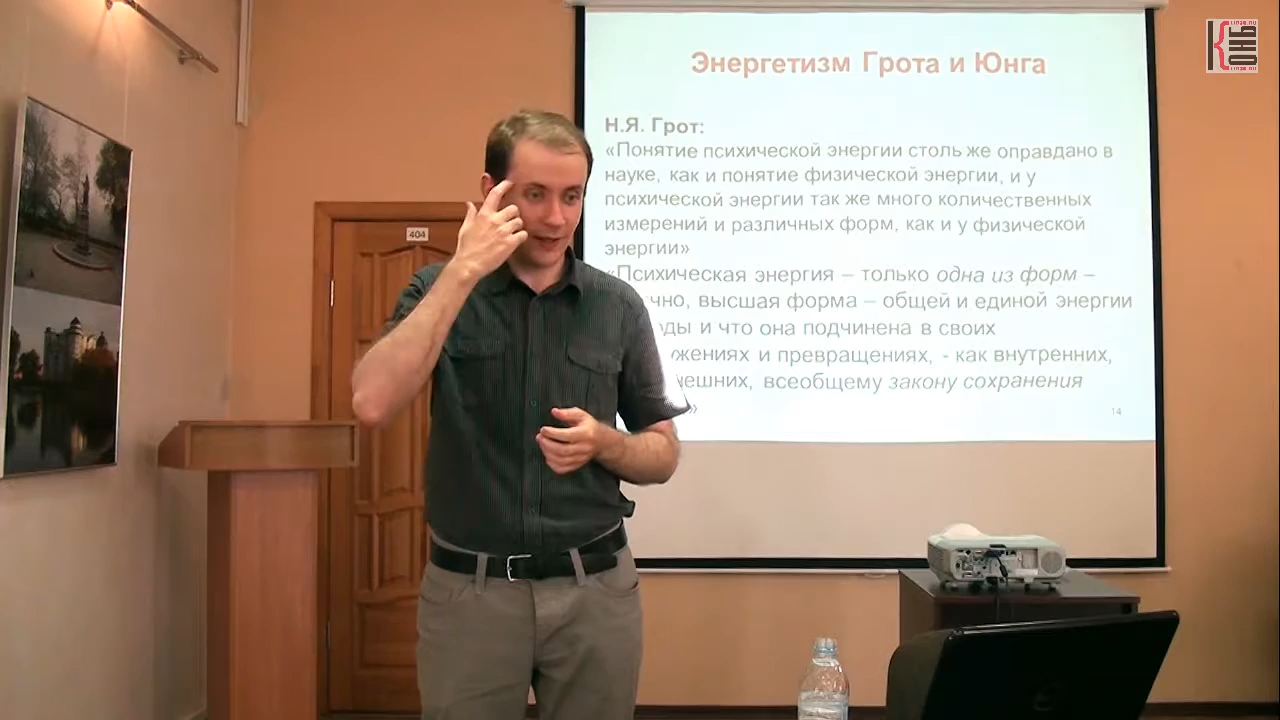 Энергетизм Грота и Юнга
Н.Я. Грот:
«Понятие психической энергии столь же оправдано в
науке, как и понятие физической энергии, и у
психической энергии так же много количественных
измерений и различных форм, как и у физической
энергии»
«Психическая энергия – только одна из форм –
высшая форма – общей и единой энергии
и что она подчинена в своих
и превращениях, - как внутренних,
всеобщему закону сохранения
»
14
404
КОНЬ